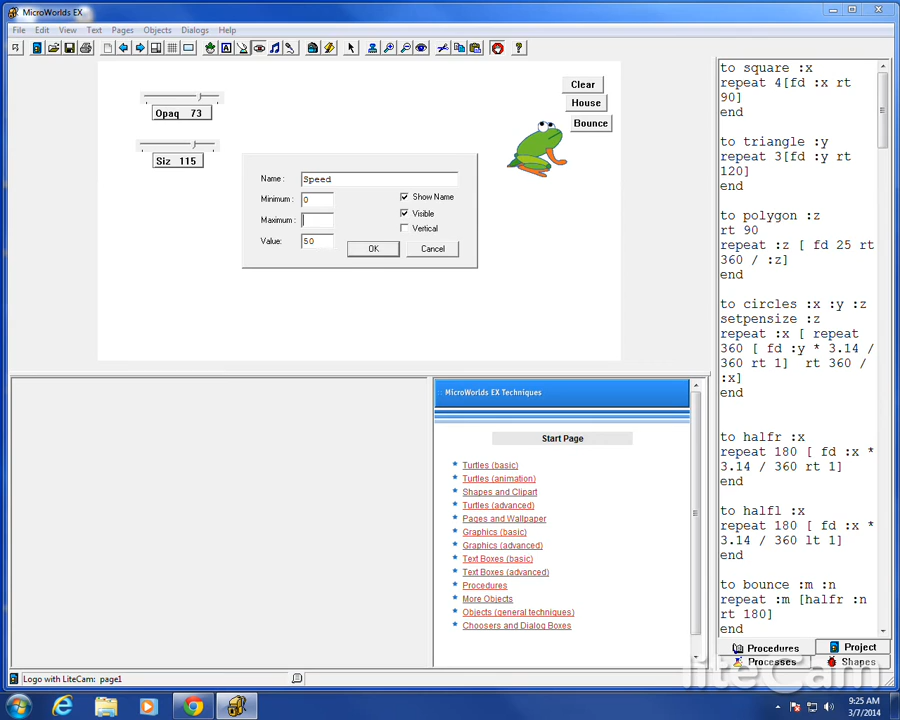 MicroWorlds EX
File Edit View Text Pages Objects Dialogs Help
Opaq 73
Siz 115
Clear
House
Bounce
Name : Speed
Minimum : 0
Maximum :
Value: 50
Show Name
Visible
Vertical
OK Cancel
to square :x
repeat 4[fd :x rt
90]
end
to triangle :y
repeat 3[fd :y rt
120]
end
to polygon :z
rt 90
repeat :z [ fd 25 rt
360 / :z]
end
to circles :x :y :z
setpensize :z
repeat :x [ repeat
360 [ fd :y * 3.14 /
360 rt 1] rt 360 /
:x]
end
to halfr :x
repeat 180 [ fd :x *
3.14 / 360 rt 1]
end
to halfl :x
repeat 180 [ fd :x *
3.14 / 360 lt 1]
end
to bounce :m :n
repeat :m [halfr :n
rt 180]
end
MicroWorlds EX Techniques
Start Page
Turtles (basic)
Turtles (animation)
Shapes and Clipart
Turtles (advanced)
Pages and Wallpaper
Graphics (basic)
Graphics (advanced)
Text Boxes (basic)
Text Boxes (advanced)
Procedures
More Objects
Objects (general techniques)
Choosers and Dialog Boxes
Procedures Project
Processes Shapes
liteCam
Logo with LiteCam: page1
9:25 AM
3/7/2014